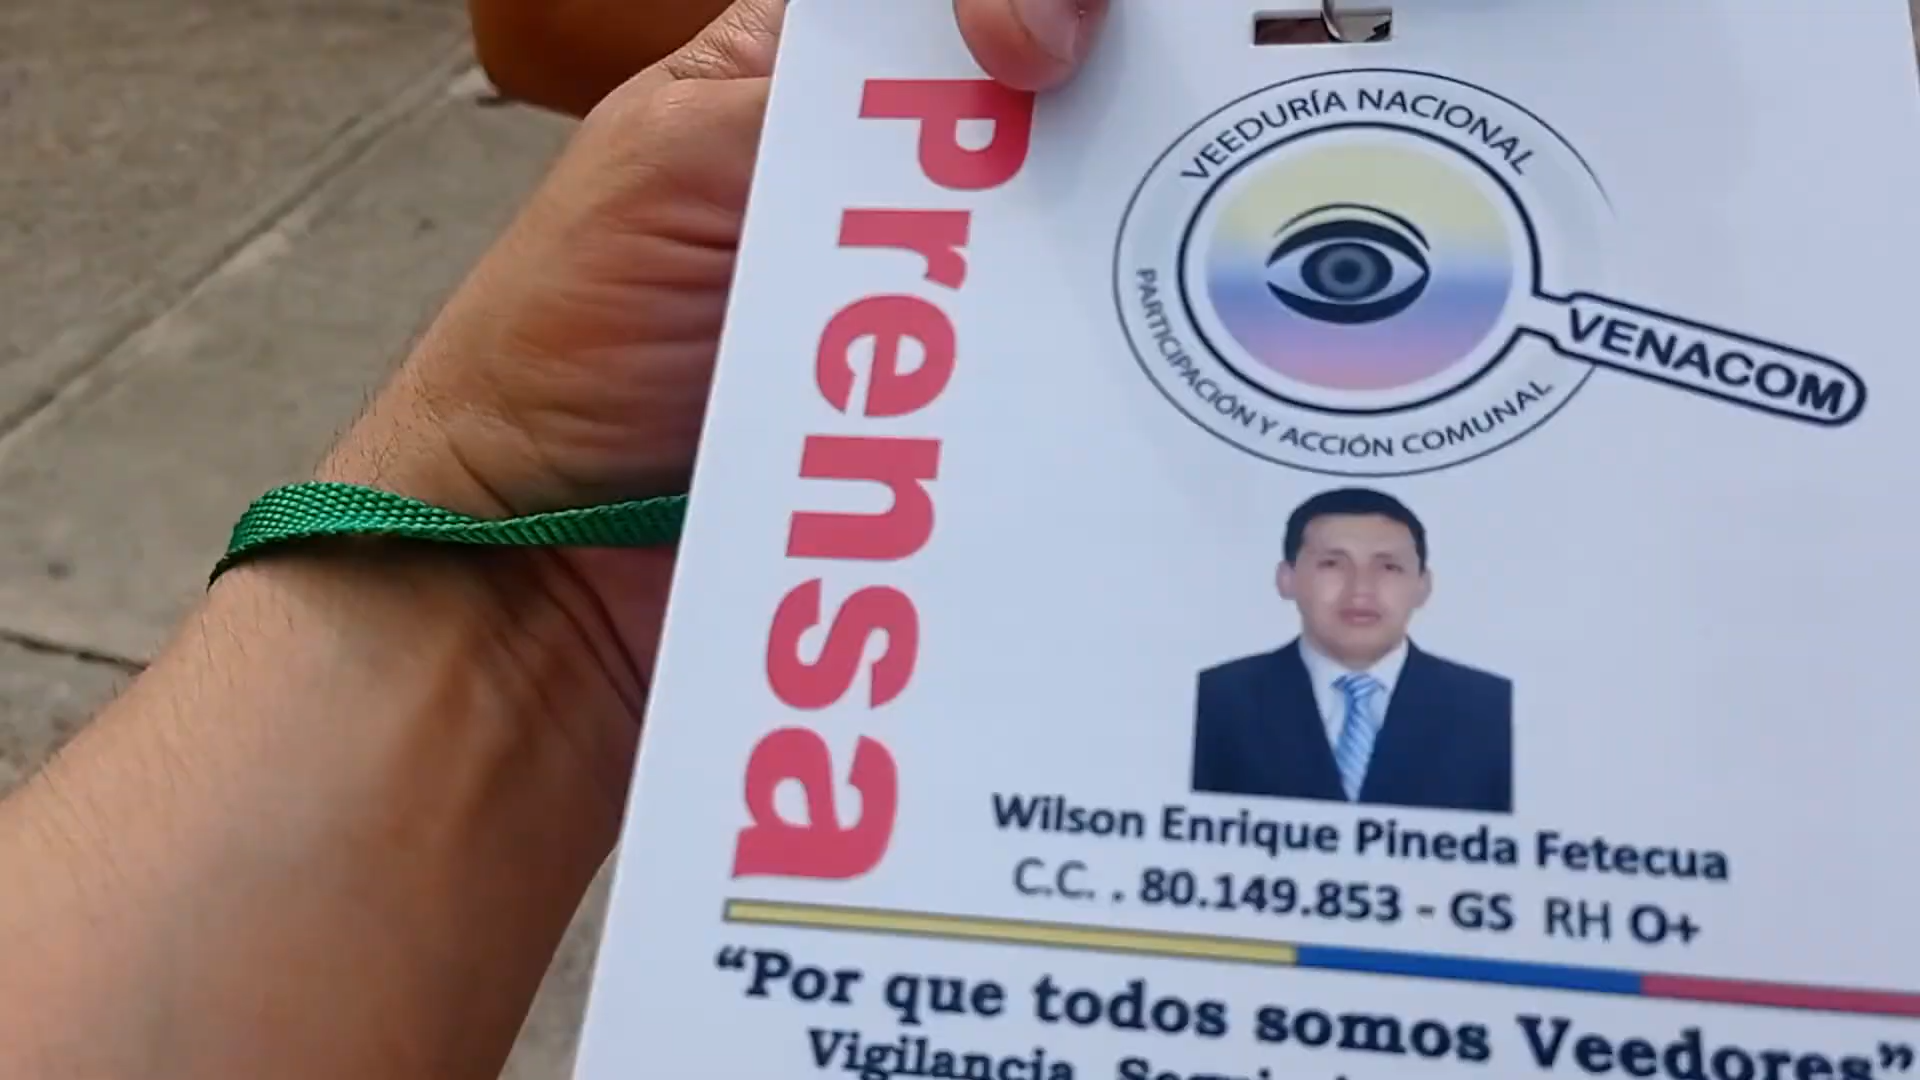 Prensa
VEEDURÍA NACIONAL
PARTICIPACIÓN Y ACCIÓN COMUNAL
VENACOM
Wilson Enrique Pineda Fetecua
C.C. . 80.149.853 - GS RH O+
“Por que todos somos Veedores”
Vigilancia